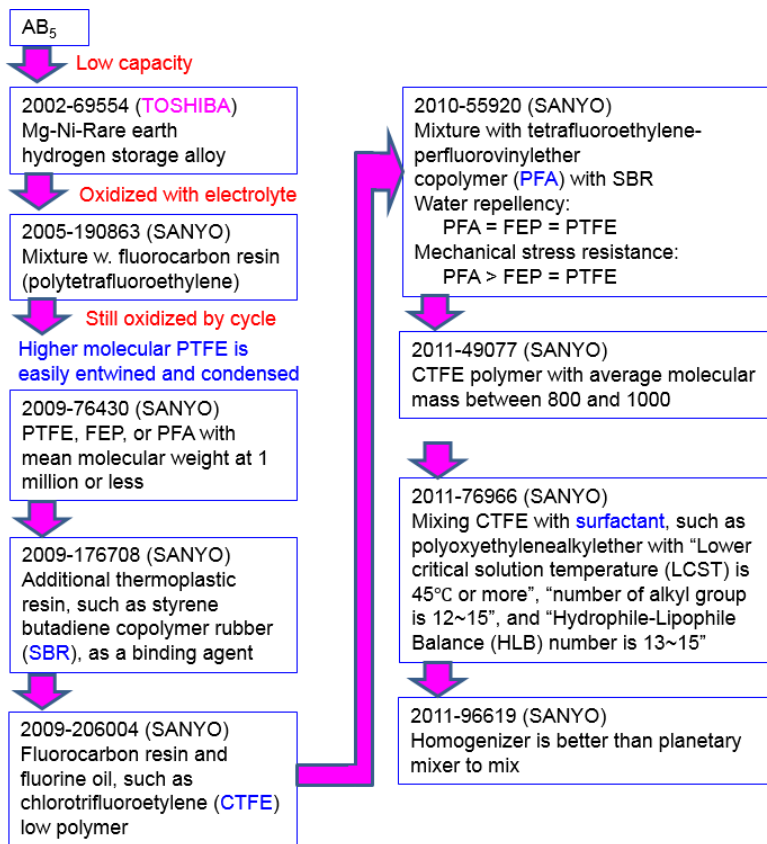 AB5
Low capacity
2002-69554 (TOSHIBA)
Mg-Ni-Rare earth
hydrogen storage alloy
Oxidized with electrolyte
2005-190863 (SANYO)
Mixture w. fluorocarbon resin
(polytetrafluoroethylene)
Still oxidized by cycle
Higher molecular PTFE is
easily entwined and condensed
2009-76430 (SANYO)
PTFE, FEP, or PFA with
mean molecular weight at 1
million or less
2009-176708 (SANYO)
Additional thermoplastic
resin, such as styrene
butadiene copolymer rubber
(SBR), as a binding agent
2009-206004 (SANYO)
Fluorocarbon resin and
fluorine oil, such as
chlorotrifluoroetylene (CTFE)
low polymer
2010-55920 (SANYO)
Mixture with tetrafluoroethylene-
perfluorovinylether
copolymer (PFA) with SBR
Water repellency:
PFA = FEP = PTFE
Mechanical stress resistance:
PFA > FEP = PTFE
2011-49077 (SANYO)
CTFE polymer with average molecular
mass between 800 and 1000
2011-76966 (SANYO)
Mixing CTFE with surfactant, such as
polyoxyethylenealkylether with “Lower
critical solution temperature (LCST) is
45℃ or more”, “number of alkyl group
is 12~15”, and “Hydrophile-Lipophile
Balance (HLB) number is 13~15”
2011-96619 (SANYO)
Homogenizer is better than planetary
mixer to mix